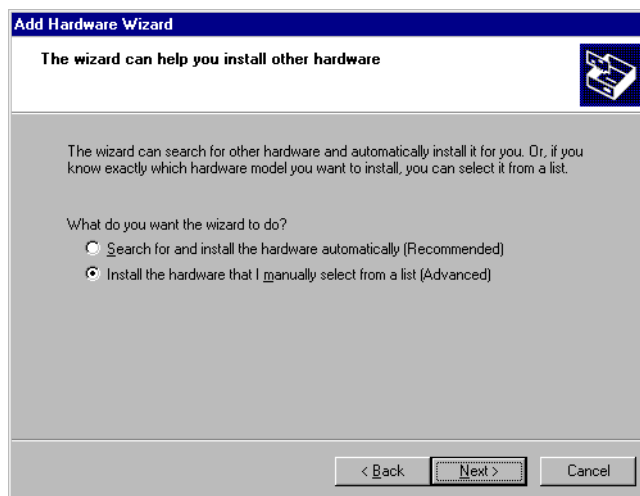 Add Hardware Wizard
The wizard can help you install other hardware
The wizard can search for other hardware and automatically install it for you. Or, if you
know exactly which hardware model you want to install, you can select it from a list.
What do you want the wizard to do?
Search for and install the hardware automatically (Recommended)
Install the hardware that I manually select from a list (Advanced)
< Back Next > Cancel